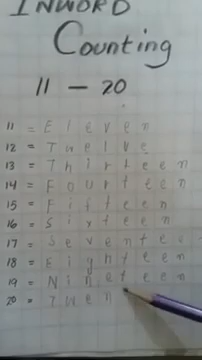 INWORD
Counting
11 - 20
11 = Eleven
12 = Twelve
13 = Thirteen
14 = Fourteen
15 = Fifteen
16 = Sixteen
17 = Sevente
18 = Eighteen
19 = Nineteen
20 = Twen